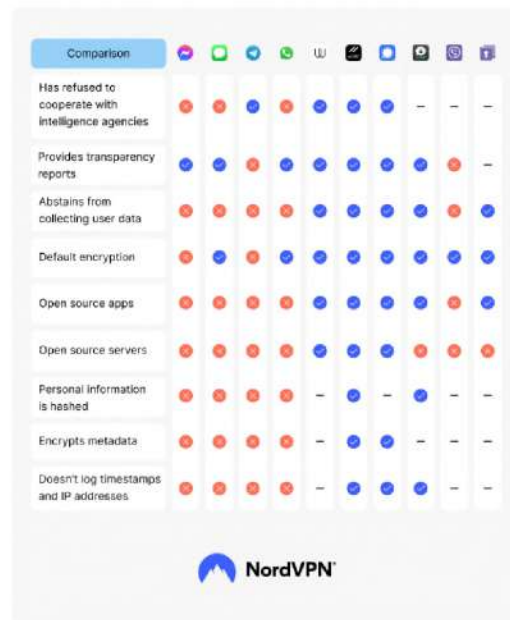 Comparison
Has refused to
cooperate with
intelligence agencies
Provides transparency
reports
Abstains from
collecting user data
Default encryption
Open source apps
Open source servers
Personal information
is hashed
Encrypts metadata
Doesn't log timestamps
and IP addresses
NordVPN®